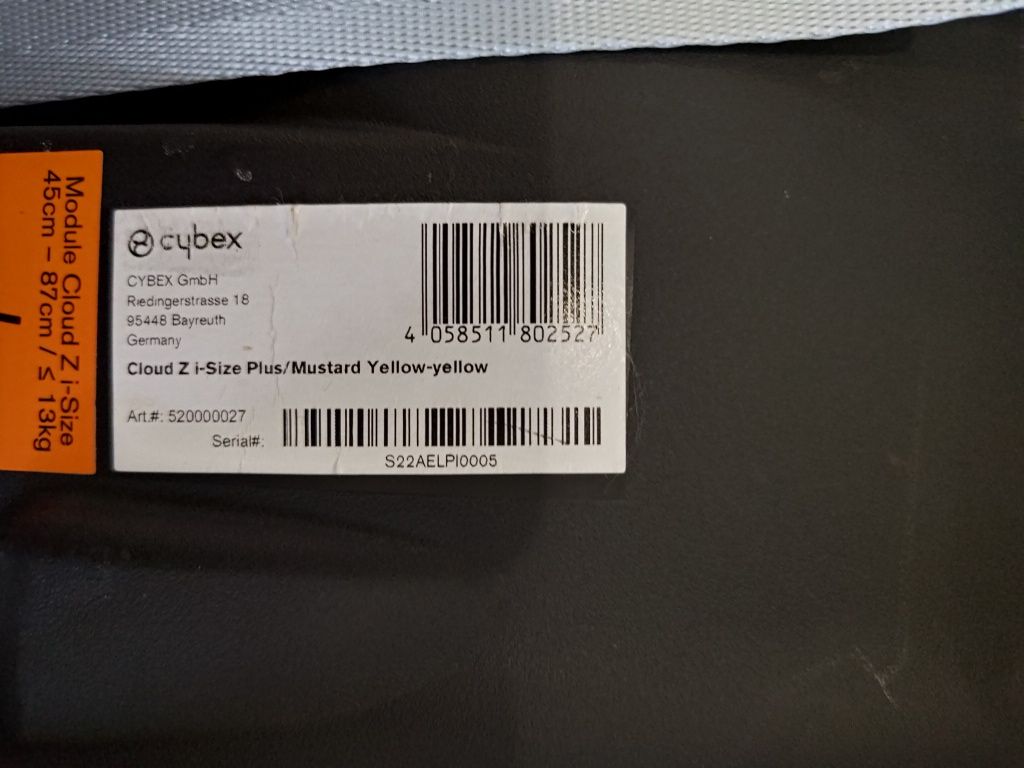 Module Cloud Z i-Size
45cm – 87cm / ≤ 13kg
cybex
CYBEX GmbH
Riedingerstrasse 18
95448 Bayreuth
Germany
4 058511 802527
Cloud Z i-Size Plus/Mustard Yellow-yellow
Art.#: 520000027
Serial#:
S22AELPI0005